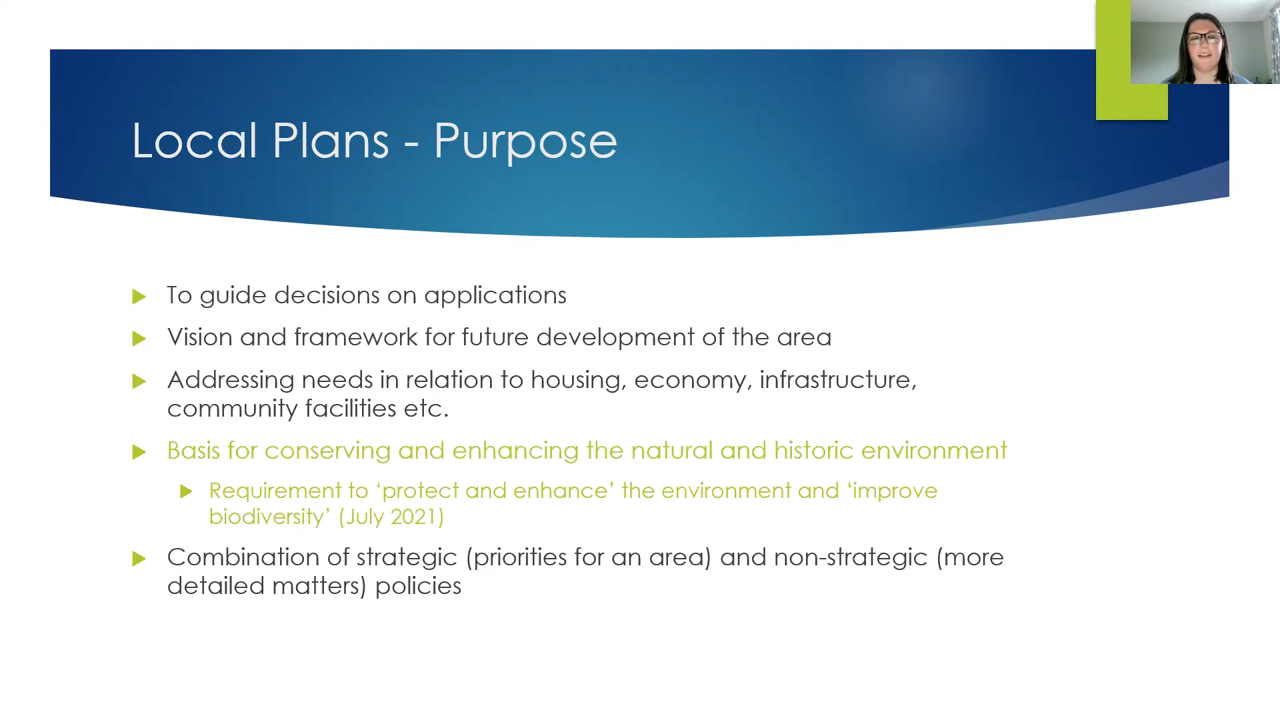 Local Plans - Purpose
To guide decisions on applications
Vision and framework for future development of the area
Addressing needs in relation to housing, economy, infrastructure,
community facilities etc.
Basis for conserving and enhancing the natural and historic environment
Requirement to ‘protect and enhance’ the environment and ‘improve
biodiversity’ (July 2021)
Combination of strategic (priorities for an area) and non-strategic (more
detailed matters) policies